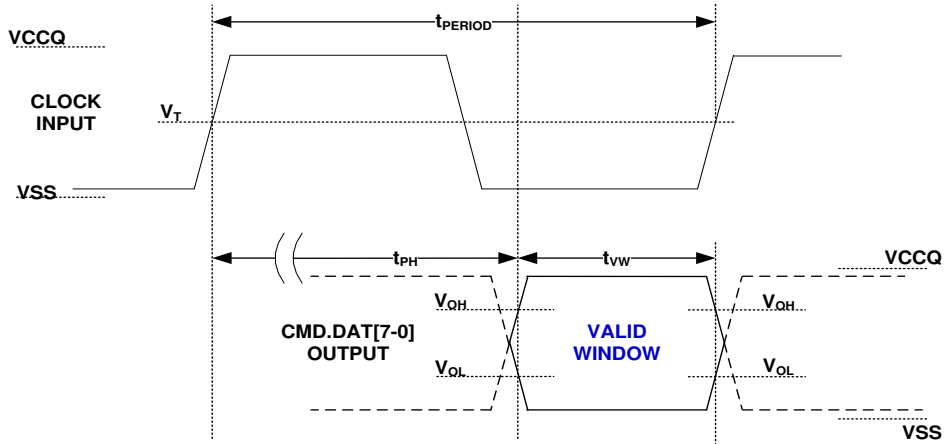 tPERIOD
VCCQ
CLOCK
INPUT
VT
VSS
tPH
tVW
VCCQ
VOH
VOH
CMD.DAT[7-0]
OUTPUT
VALID
WINDOW
VOL
VOL
VSS